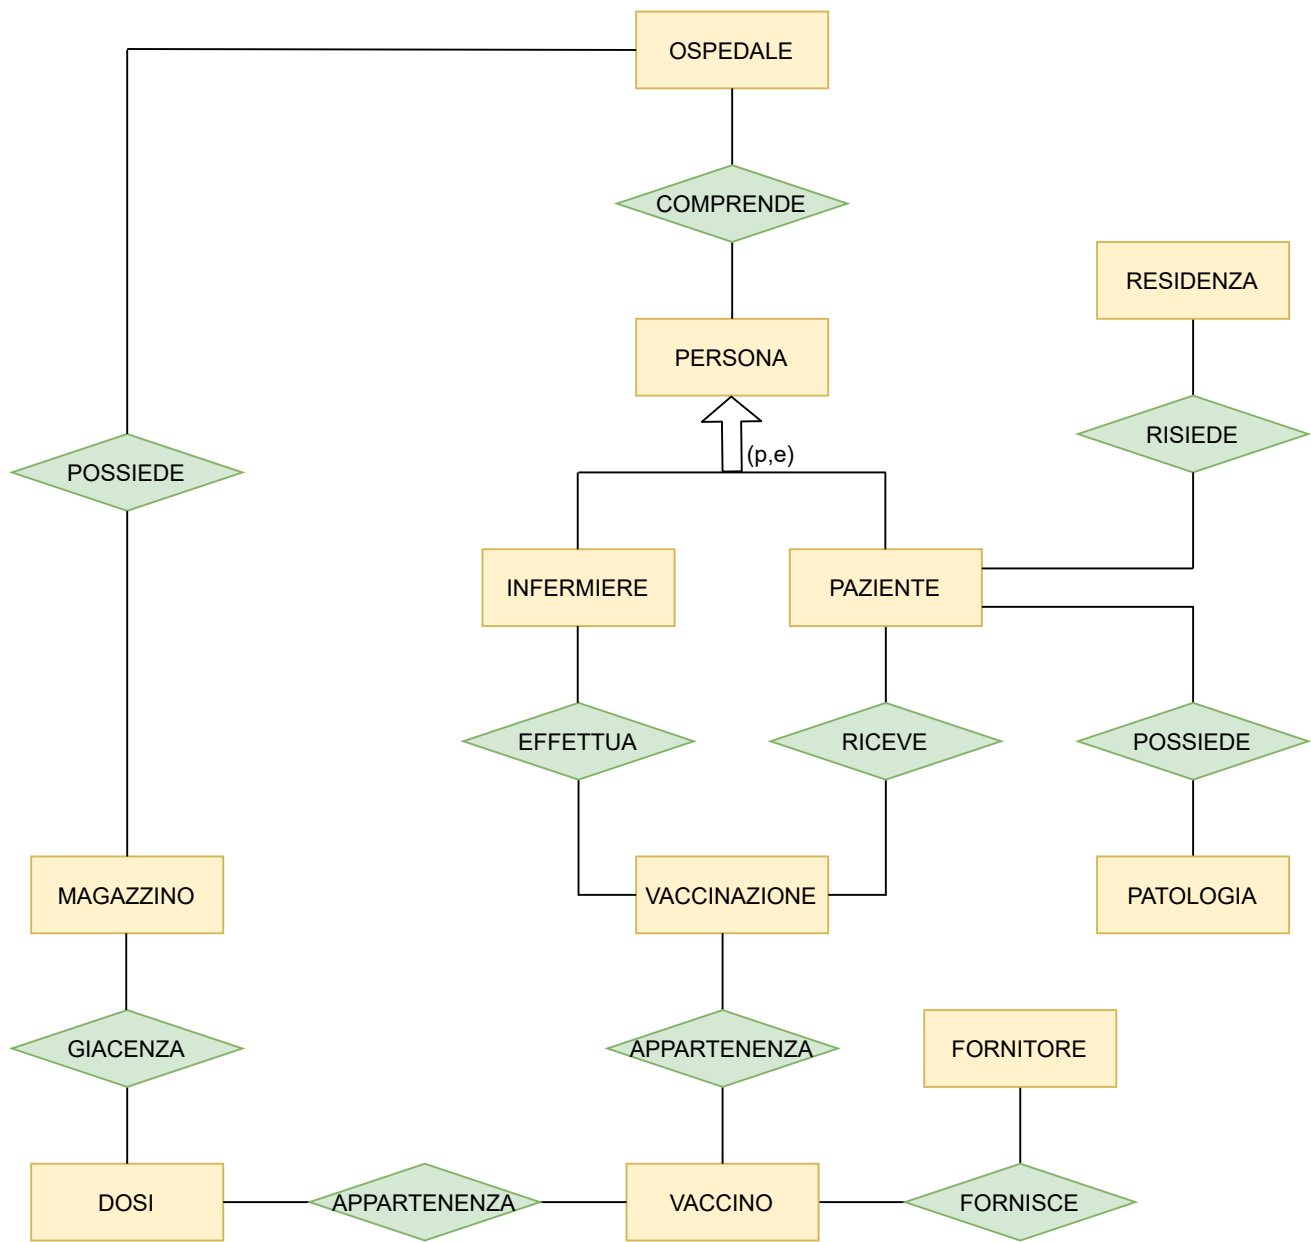 OSPEDALE
COMPRENDE
RESIDENZA
PERSONA
RISIEDE
(p,e)
POSSIEDE
INFERMIERE
PAZIENTE
EFFETTUA
RICEVE
POSSIEDE
MAGAZZINO
VACCINAZIONE
PATOLOGIA
GIACENZA
APPARTENENZA
FORNITORE
DOSI
APPARTENENZA
VACCINO
FORNISCE